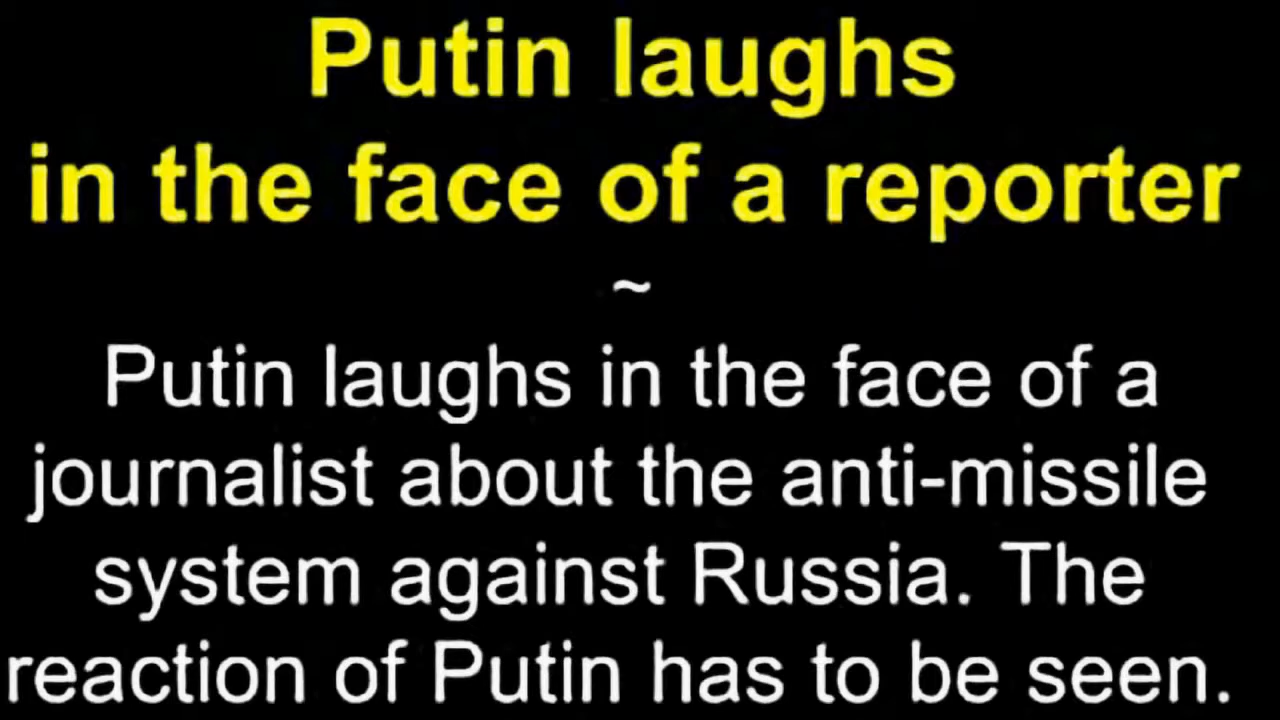 Putin laughs
in the face of a reporter
~
Putin laughs in the face of a
journalist about the anti-missile
system against Russia. The
reaction of Putin has to be seen.